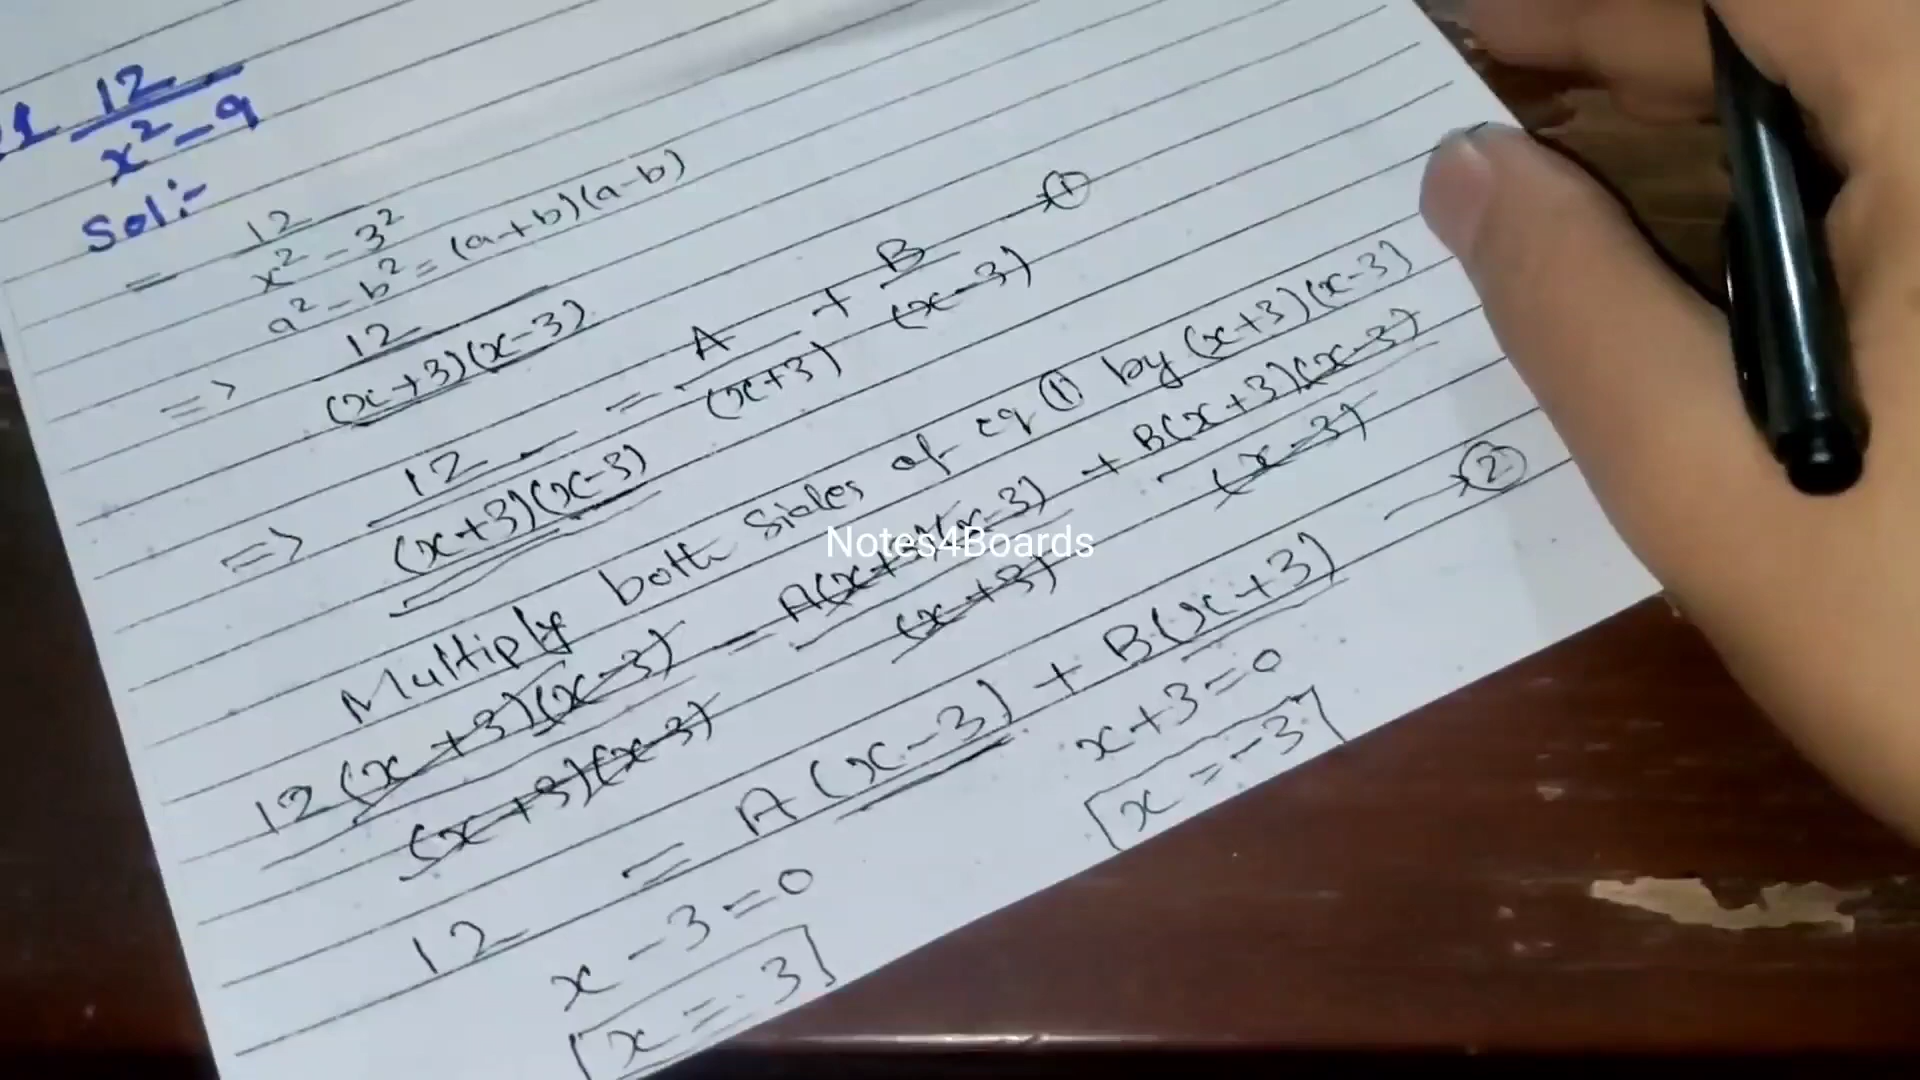 1 12
x² - 9
Sol:-
= 12
x² - 3²
a² - b² = (a+b)(a-b)
=> 12
(x+3)(x-3)
=> 12 = A + B → ①
(x+3)(x-3) (x+3) (x-3)
Multiply both sides of eq ① by (x+3)(x-3)
12(x+3)(x-3) = A(x+3)(x-3) + B(x+3)(x-3)
(x+3)(x-3) (x+3) (x-3)
12 = A(x-3) + B(x+3) → ②
x-3=0 x+3=0
x = 3 x = -3
Notes4Boards